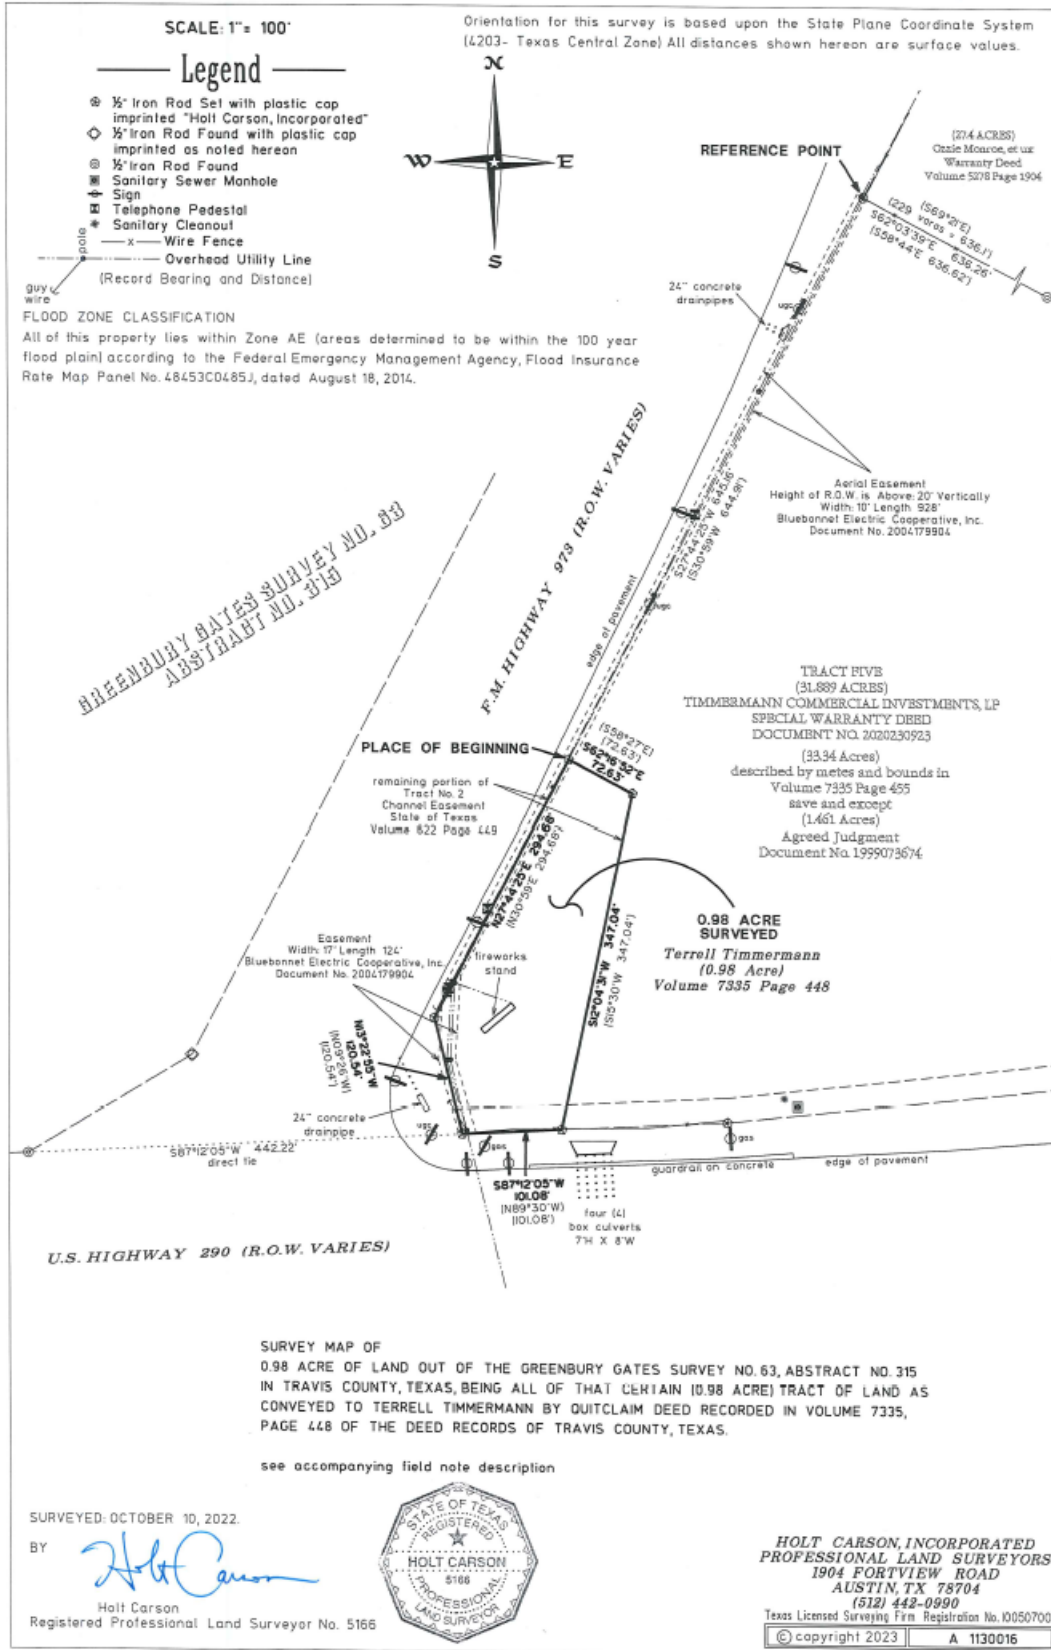 SCALE: 1"= 100'
Orientation for this survey is based upon the State Plane Coordinate System
(4203- Texas Central Zone) All distances shown hereon are surface values.
Legend
½" Iron Rod Set with plastic cap
imprinted "Holt Carson, Incorporated"
½" Iron Rod Found with plastic cap
imprinted as noted hereon
½" Iron Rod Found
Sanitary Sewer Manhole
Sign
Telephone Pedestal
Sanitary Cleanout
x Wire Fence
Overhead Utility Line
pole
guy
wire
(Record Bearing and Distance)
N
W
E
S
FLOOD ZONE CLASSIFICATION
All of this property lies within Zone AE (areas determined to be within the 100 year
flood plain) according to the Federal Emergency Management Agency, Flood Insurance
Rate Map Panel No. 48453C0485J, dated August 18, 2014.
REFERENCE POINT
(27.4 ACRES)
Ozzie Monroe, et ux
Warranty Deed
Volume 5278 Page 1904
(S69°21'E)
(229 varas = 636.1')
S62°03'39"E 636.26'
(S58°44'E 636.62')
24" concrete
drainpipes
ugc
Aerial Easement
Height of R.O.W. is Above: 20' Vertically
Width: 10' Length 928'
Bluebonnet Electric Cooperative, Inc.
Document No. 2004179904
S27°44'25"W 645.16'
(S30°59'W 644.91')
ugc
edge of pavement
F.M. HIGHWAY 973 (R.O.W. VARIES)
GREENBURY GATES SURVEY NO. 63
ABSTRACT NO. 315
TRACT FIVE
(31.889 ACRES)
TIMMERMANN COMMERCIAL INVESTMENTS, LP
SPECIAL WARRANTY DEED
DOCUMENT NO. 2020230923
(33.34 Acres)
described by metes and bounds in
Volume 7335 Page 455
save and except
(1.461 Acres)
Agreed Judgment
Document No. 1999073674
PLACE OF BEGINNING
(S58°27'E)
(72.63')
S62°16'52"E
72.63'
remaining portion of
Tract No. 2
Channel Easement
State of Texas
Volume 822 Page 449
N27°44'25"E 294.68'
(N30°59'E 294.68')
0.98 ACRE
SURVEYED
Terrell Timmermann
(0.98 Acre)
Volume 7335 Page 448
S12°04'31"W 347.04'
(S15°30'W 347.04')
Easement
Width: 17' Length 124'
Bluebonnet Electric Cooperative, Inc.
Document No. 2004179904
fireworks
stand
N13°22'55"W
120.54'
(N09°26'W)
(120.54')
24" concrete
drainpipe
ugc
S87°12'05"W 442.22'
direct tie
gas
gas
guardrail on concrete
edge of pavement
S87°12'05"W
101.08'
(N89°30'W)
(101.08')
four (4)
box culverts
7'H X 8'W
U.S. HIGHWAY 290 (R.O.W. VARIES)
SURVEY MAP OF
0.98 ACRE OF LAND OUT OF THE GREENBURY GATES SURVEY NO. 63, ABSTRACT NO. 315
IN TRAVIS COUNTY, TEXAS, BEING ALL OF THAT CERTAIN (0.98 ACRE) TRACT OF LAND AS
CONVEYED TO TERRELL TIMMERMANN BY QUITCLAIM DEED RECORDED IN VOLUME 7335,
PAGE 448 OF THE DEED RECORDS OF TRAVIS COUNTY, TEXAS.
see accompanying field note description
SURVEYED: OCTOBER 10, 2022.
BY Holt Carson
Holt Carson
Registered Professional Land Surveyor No. 5166
STATE OF TEXAS
REGISTERED
HOLT CARSON
5166
PROFESSIONAL
LAND SURVEYOR
HOLT CARSON, INCORPORATED
PROFESSIONAL LAND SURVEYORS
1904 FORTVIEW ROAD
AUSTIN, TX 78704
(512) 442-0990
Texas Licensed Surveying Firm Registration No. 10050700
© copyright 2023
A 1130016